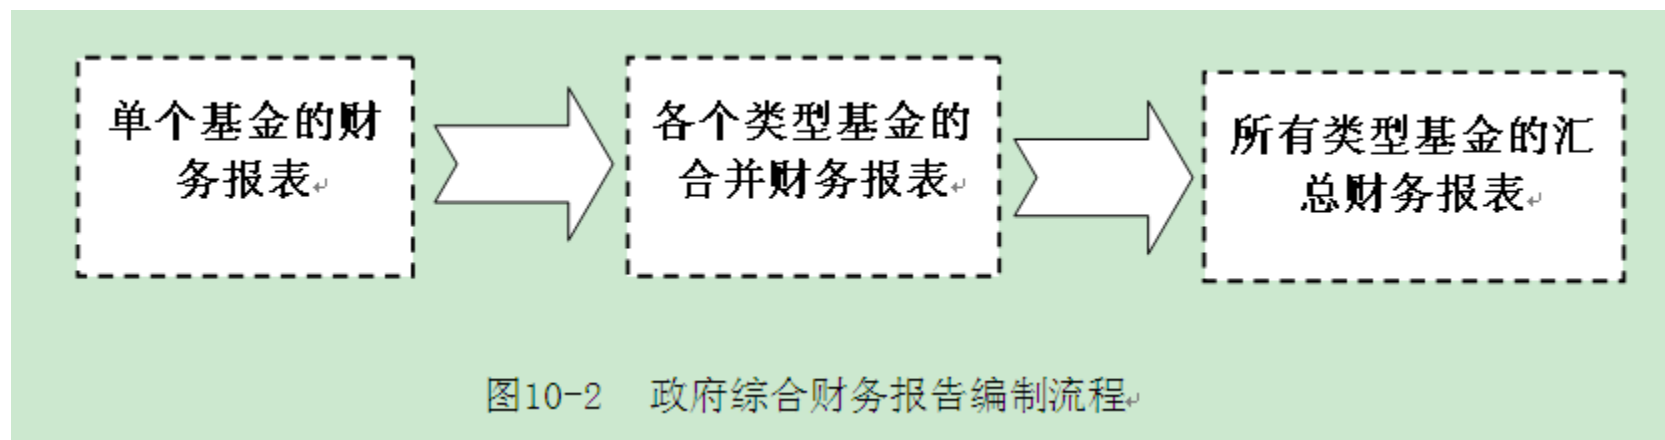 单个基金的财
务报表
各个类型基金的
合并财务报表
所有类型基金的汇
总财务报表
图10-2 政府综合财务报告编制流程